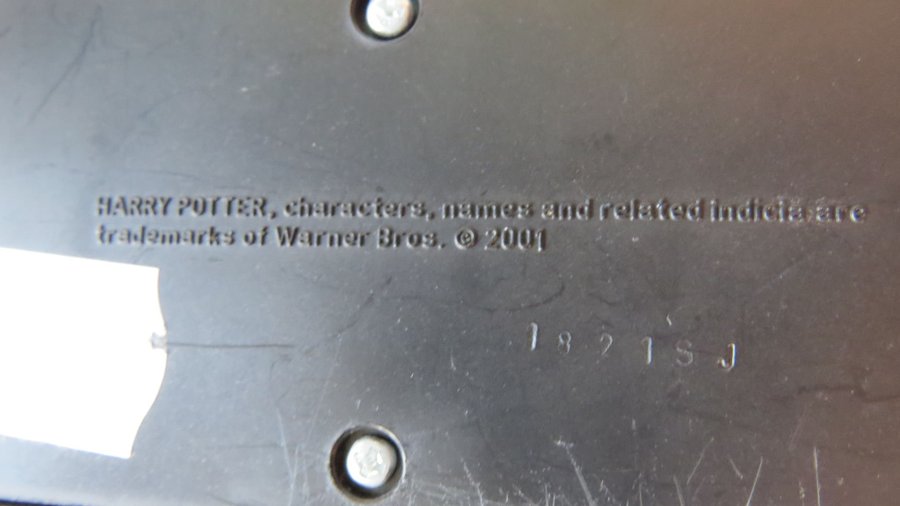 HARRY POTTER, characters, names and related indicia are
trademarks of Warner Bros. © 2001
1821SJ